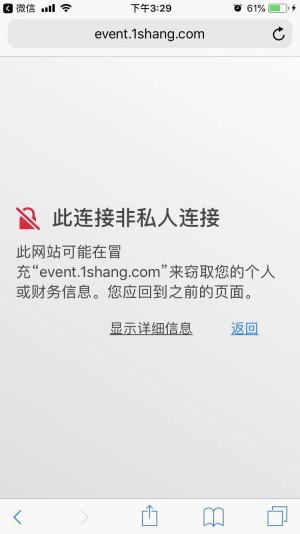 微信 下午3:29 61%
event.1shang.com
此连接非私人连接
此网站可能在冒
充“event.1shang.com”来窃取您的个人
或财务信息。您应回到之前的页面。
显示详细信息 返回